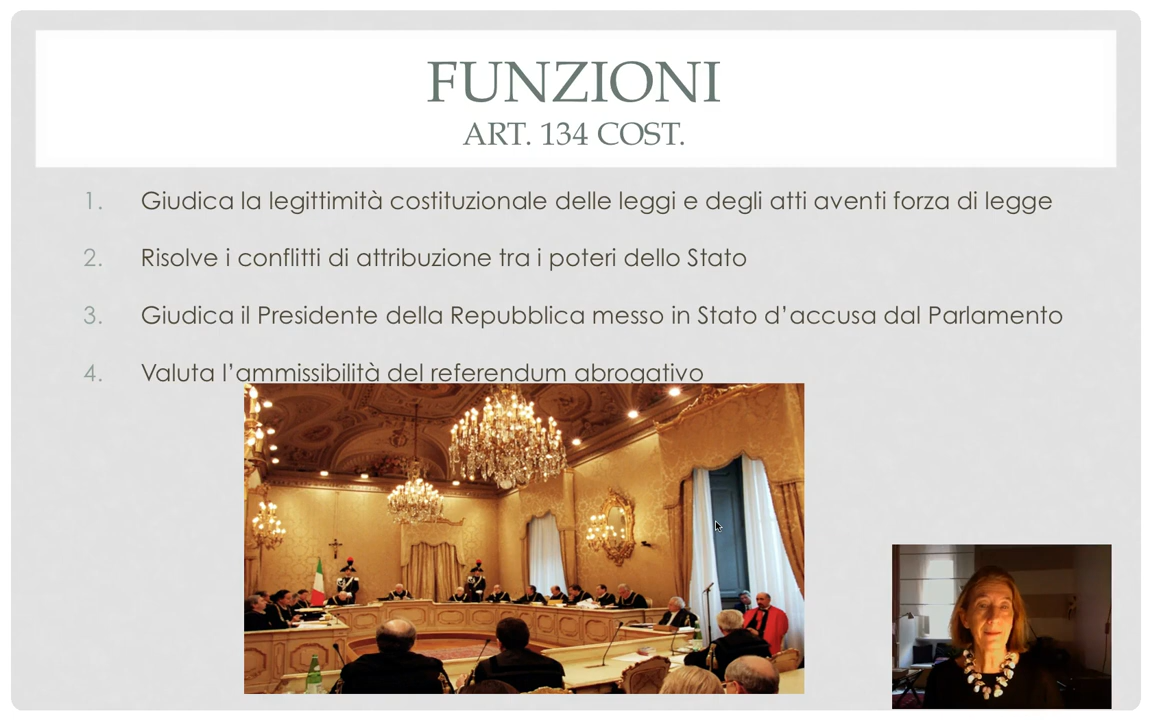 FUNZIONI
ART. 134 COST.
1. Giudica la legittimità costituzionale delle leggi e degli atti aventi forza di legge
2. Risolve i conflitti di attribuzione tra i poteri dello Stato
3. Giudica il Presidente della Repubblica messo in Stato d’accusa dal Parlamento
4. Valuta l’ammissibilità del referendum abrogativo